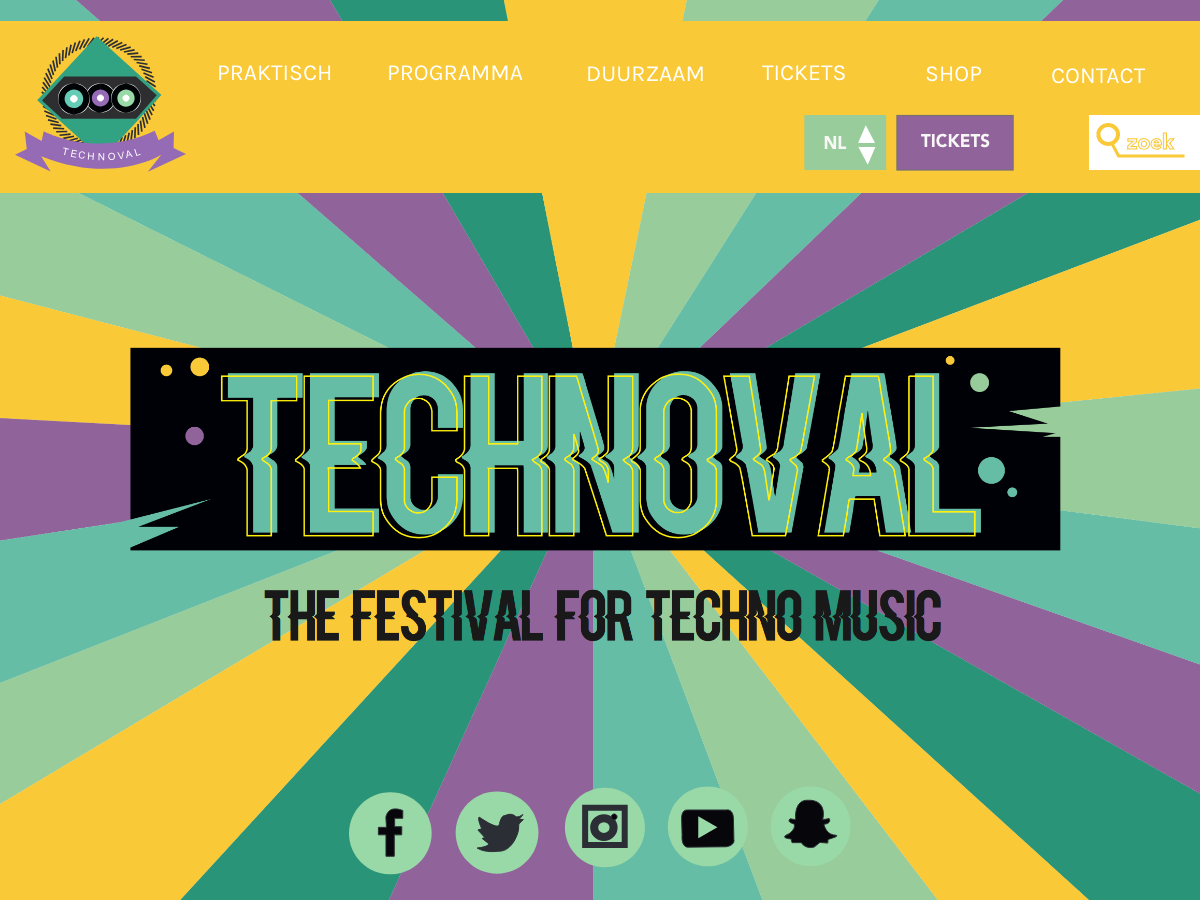 PRAKTISCH PROGRAMMA DUURZAAM TICKETS SHOP CONTACT
TECHNOVAL
NL TICKETS zoek
TECHNOVAL
THE FESTIVAL FOR TECHNO MUSIC